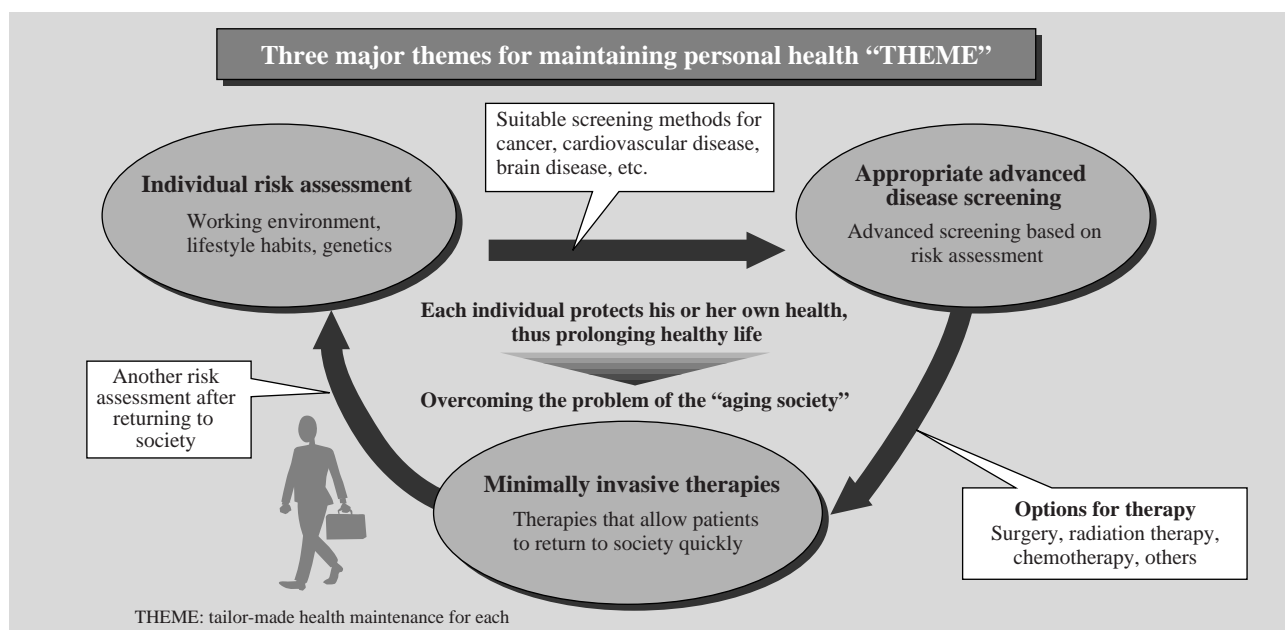 Three major themes for maintaining personal health “THEME”
Suitable screening methods for
cancer, cardiovascular disease,
brain disease, etc.
Individual risk assessment
Working environment,
lifestyle habits, genetics
Appropriate advanced
disease screening
Advanced screening based on
risk assessment
Each individual protects his or her own health,
thus prolonging healthy life
Overcoming the problem of the “aging society”
Another risk
assessment after
returning to
society
Minimally invasive therapies
Therapies that allow patients
to return to society quickly
Options for therapy
Surgery, radiation therapy,
chemotherapy, others
THEME: tailor-made health maintenance for each